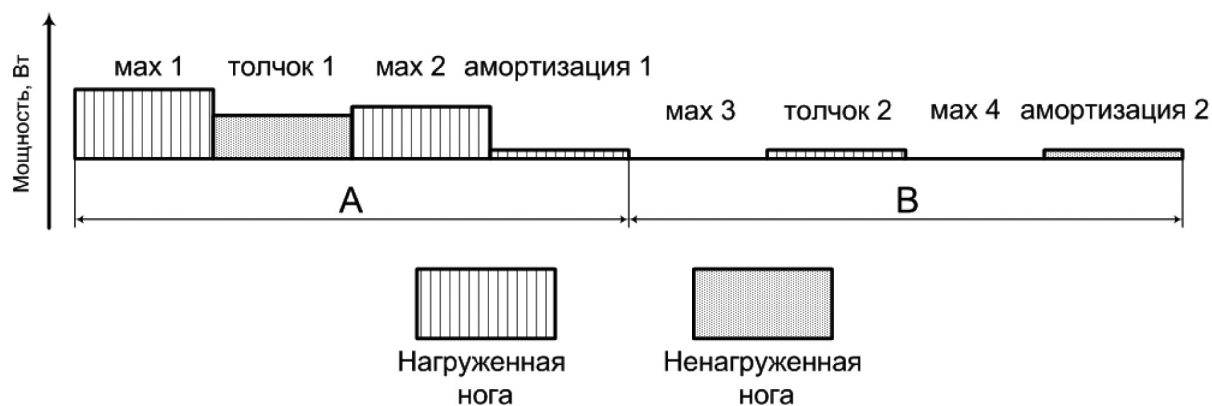 Мощность, Вт
мах 1
толчок 1
мах 2
амортизация 1
мах 3
толчок 2
мах 4
амортизация 2
А
В
Нагруженная
нога
Ненагруженная
нога